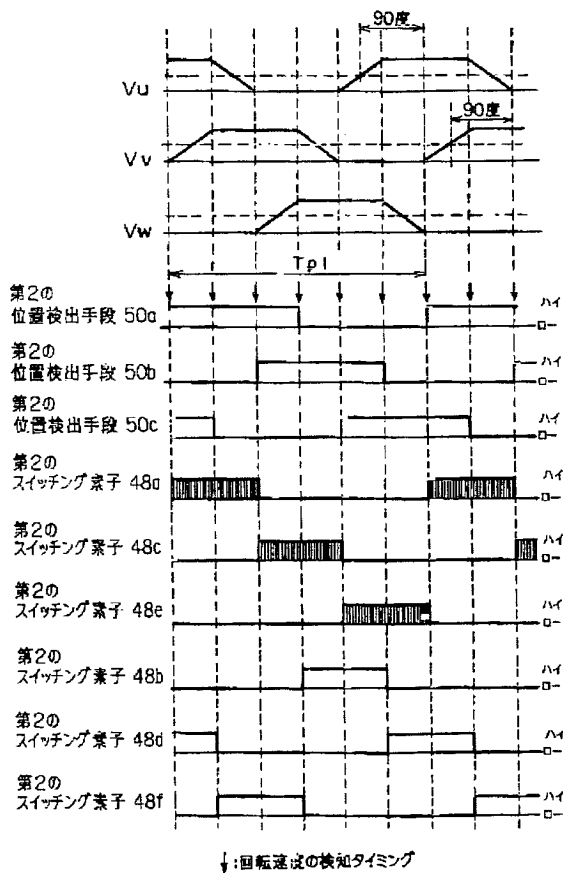 90度
Vu
90度
Vv
Vw
Tp1
第2の
位置検出手段 50a
ハイ
ロー
第2の
位置検出手段 50b
ハイ
ロー
第2の
位置検出手段 50c
ハイ
ロー
第2の
スイッチング素子 48a
ハイ
ロー
第2の
スイッチング素子 48c
ハイ
ロー
第2の
スイッチング素子 48e
ハイ
ロー
第2の
スイッチング素子 48b
ハイ
ロー
第2の
スイッチング素子 48d
ハイ
ロー
第2の
スイッチング素子 48f
ハイ
ロー
:回転速度の検知タイミング